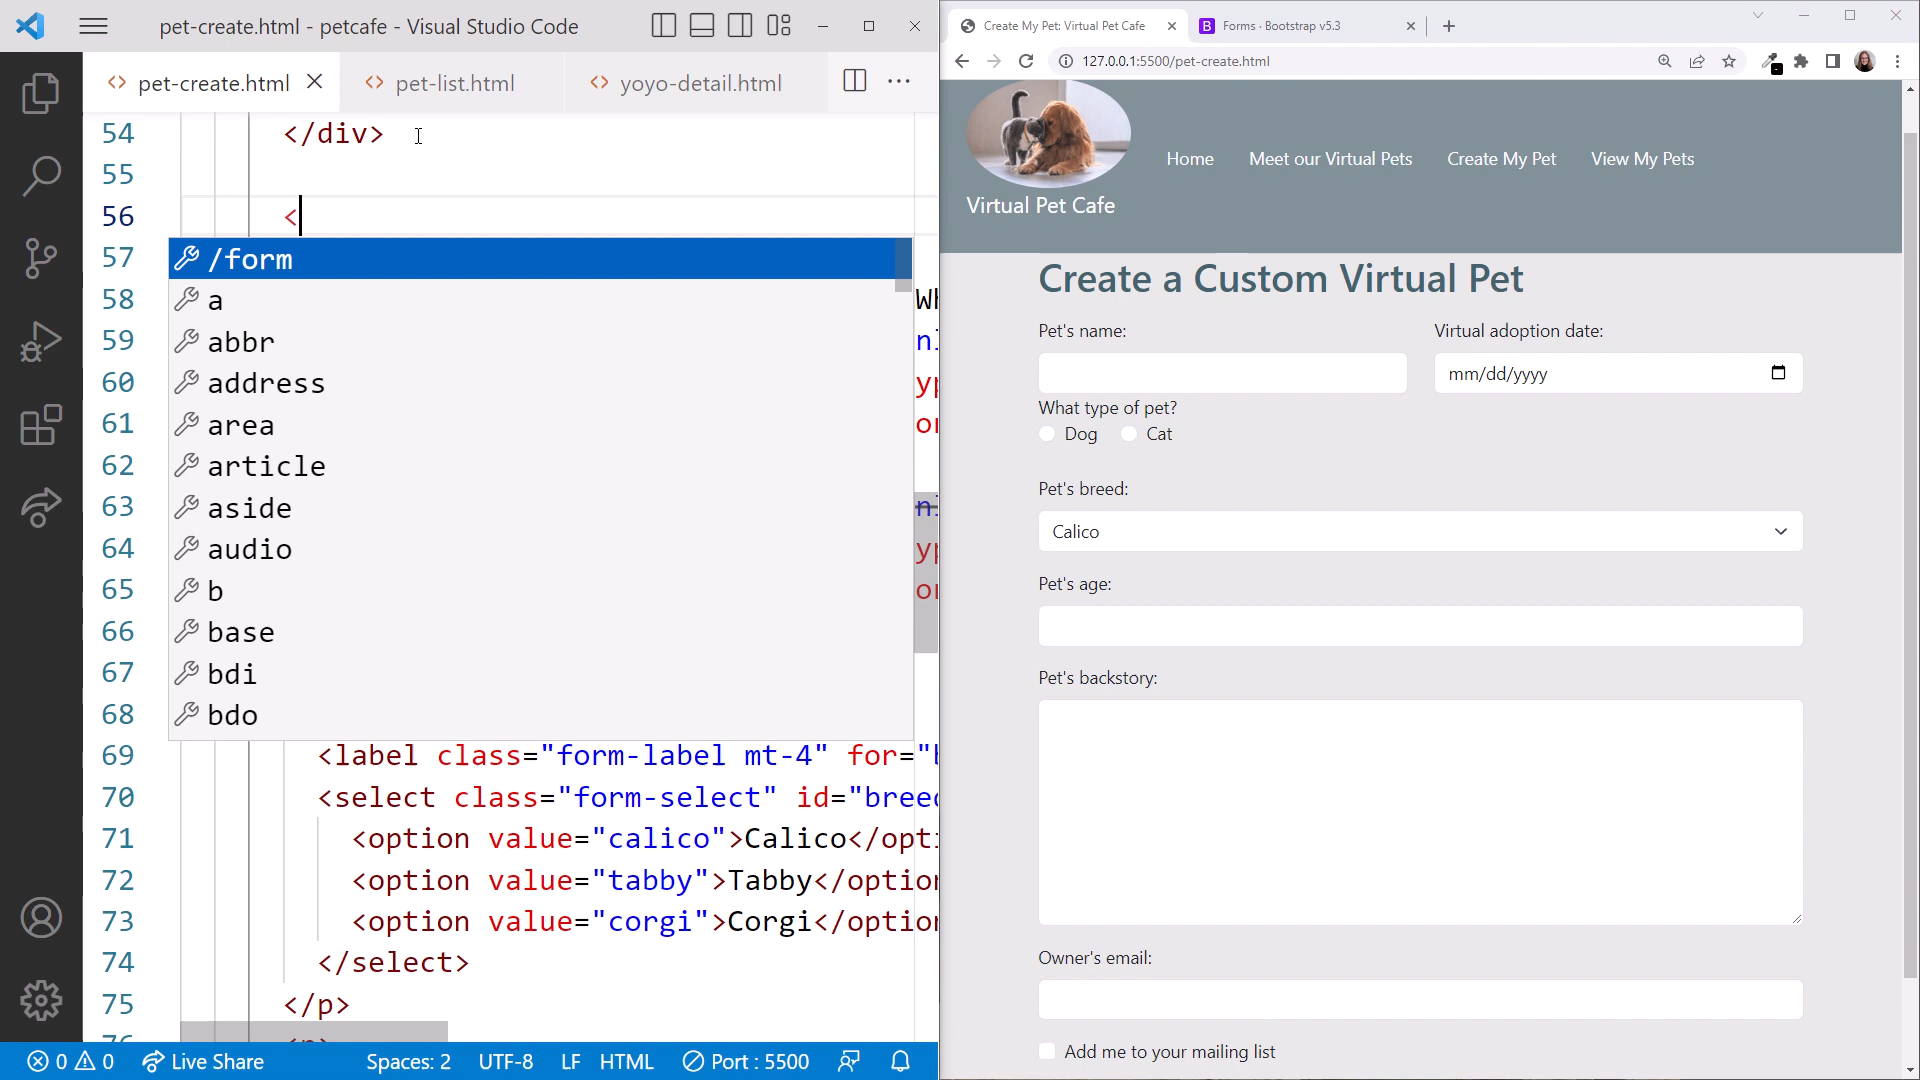 pet-create.html - petcafe - Visual Studio Code
pet-create.html
pet-list.html
yoyo-detail.html
54 </div>
55
56 <
57 /form
a
58
abbr
59
60 address
61 area
62 article
63 aside
64 audio
65 b
66 base
67 bdi
68 bdo
69 <label class="form-label mt-4" for="
70 <select class="form-select" id="breed
71 <option value="calico">Calico</opti
72 <option value="tabby">Tabby</option
73 <option value="corgi">Corgi</option
74 </select>
75 </p>
0 0 Live Share Spaces: 2 UTF-8 LF HTML Port : 5500
Create My Pet: Virtual Pet Cafe
Forms · Bootstrap v5.3
127.0.0.1:5500/pet-create.html
Home Meet our Virtual Pets Create My Pet View My Pets
Virtual Pet Cafe
Create a Custom Virtual Pet
Pet's name: Virtual adoption date:
mm/dd/yyyy
What type of pet?
Dog Cat
Pet's breed:
Calico
Pet's age:
Pet's backstory:
Owner's email:
Add me to your mailing list